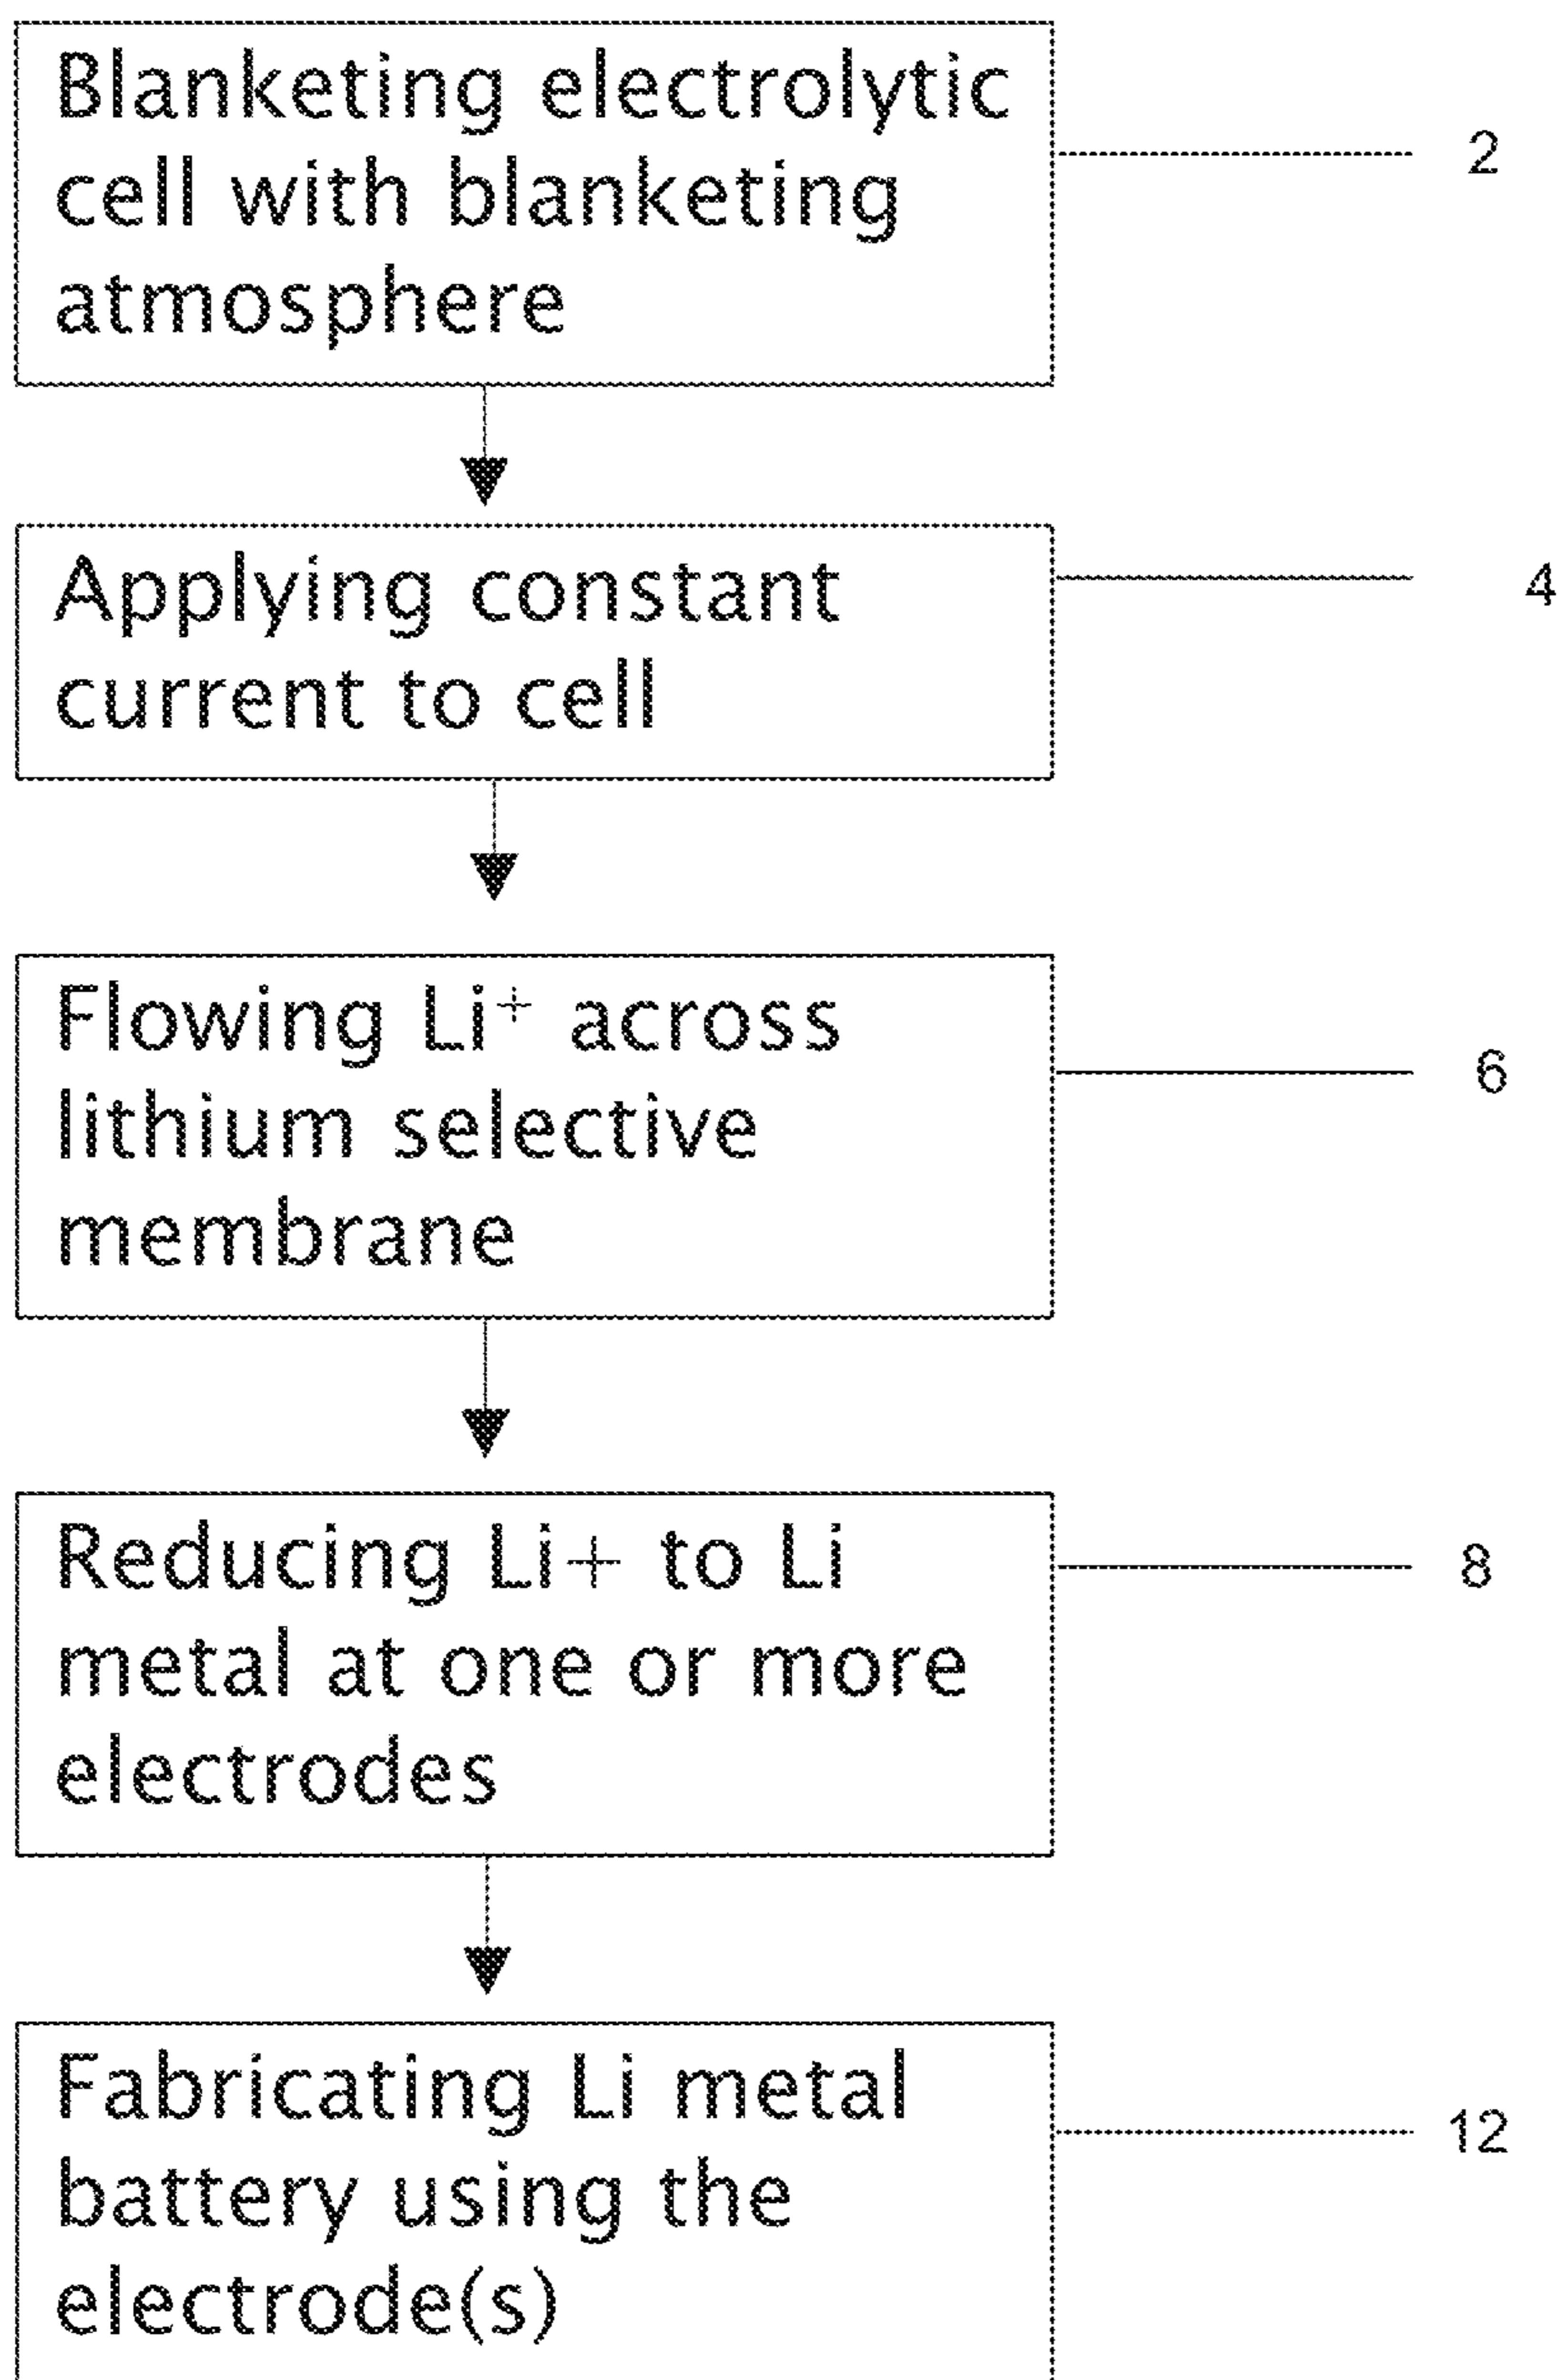 Blanketing electrolytic
cell with blanketing
atmosphere
2
Applying constant
current to cell
4
Flowing Li⁺ across
lithium selective
membrane
6
Reducing Li+ to Li
metal at one or more
electrodes
8
Fabricating Li metal
battery using the
electrode(s)
12